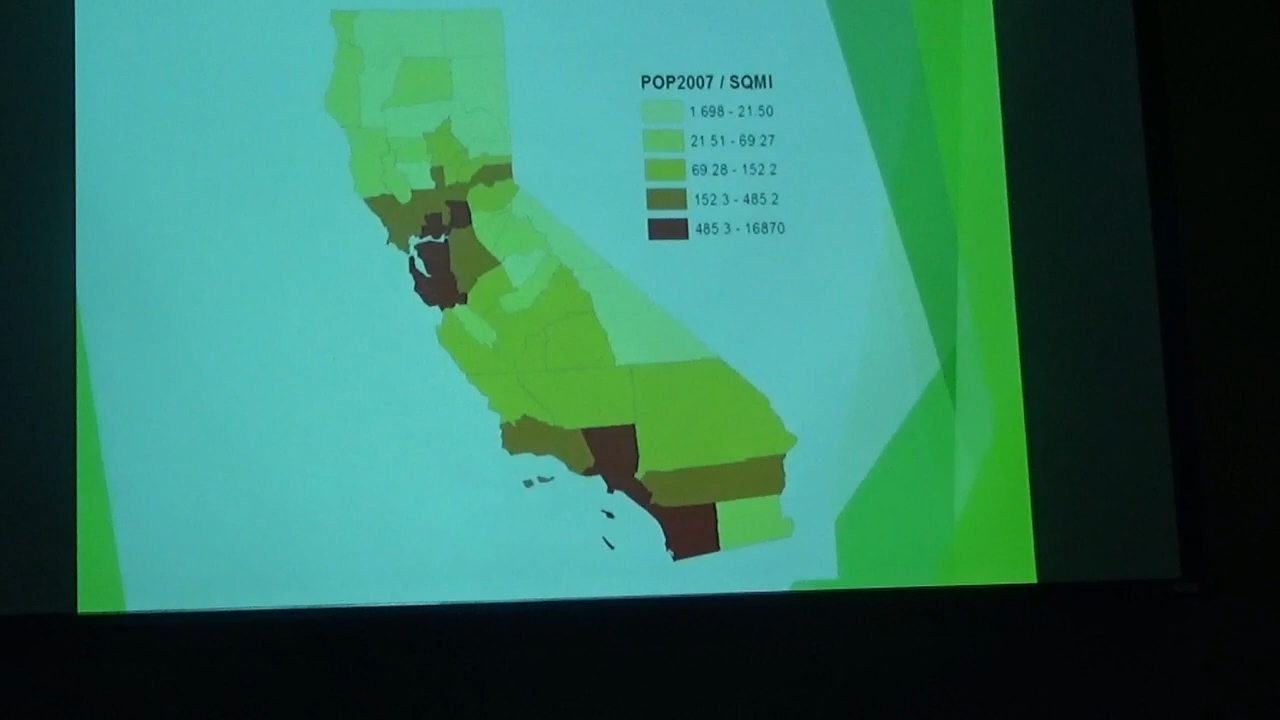 POP2007 / SQMI
1.698 - 21.50
21.51 - 69.27
69.28 - 152.2
152.3 - 485.2
485.3 - 16870